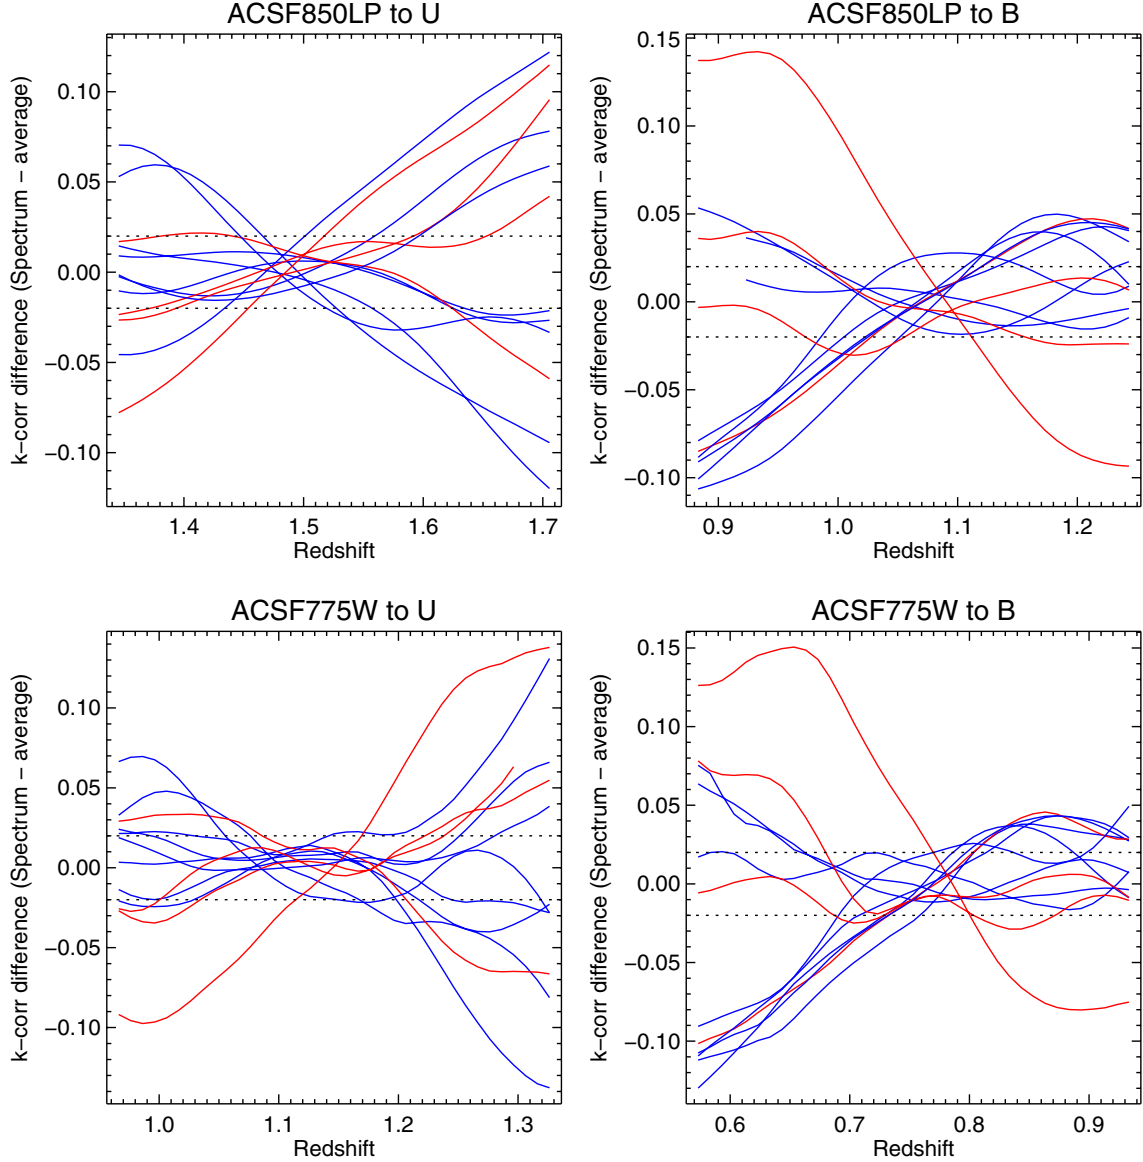 ACSF850LP to U
k-corr difference (Spectrum - average)
0.10
0.05
0.00
-0.05
-0.10
1.4 1.5 1.6 1.7
Redshift
ACSF850LP to B
k-corr difference (Spectrum - average)
0.15
0.10
0.05
0.00
-0.05
-0.10
0.9 1.0 1.1 1.2
Redshift
ACSF775W to U
k-corr difference (Spectrum - average)
0.10
0.05
0.00
-0.05
-0.10
1.0 1.1 1.2 1.3
Redshift
ACSF775W to B
k-corr difference (Spectrum - average)
0.15
0.10
0.05
0.00
-0.05
-0.10
0.6 0.7 0.8 0.9
Redshift